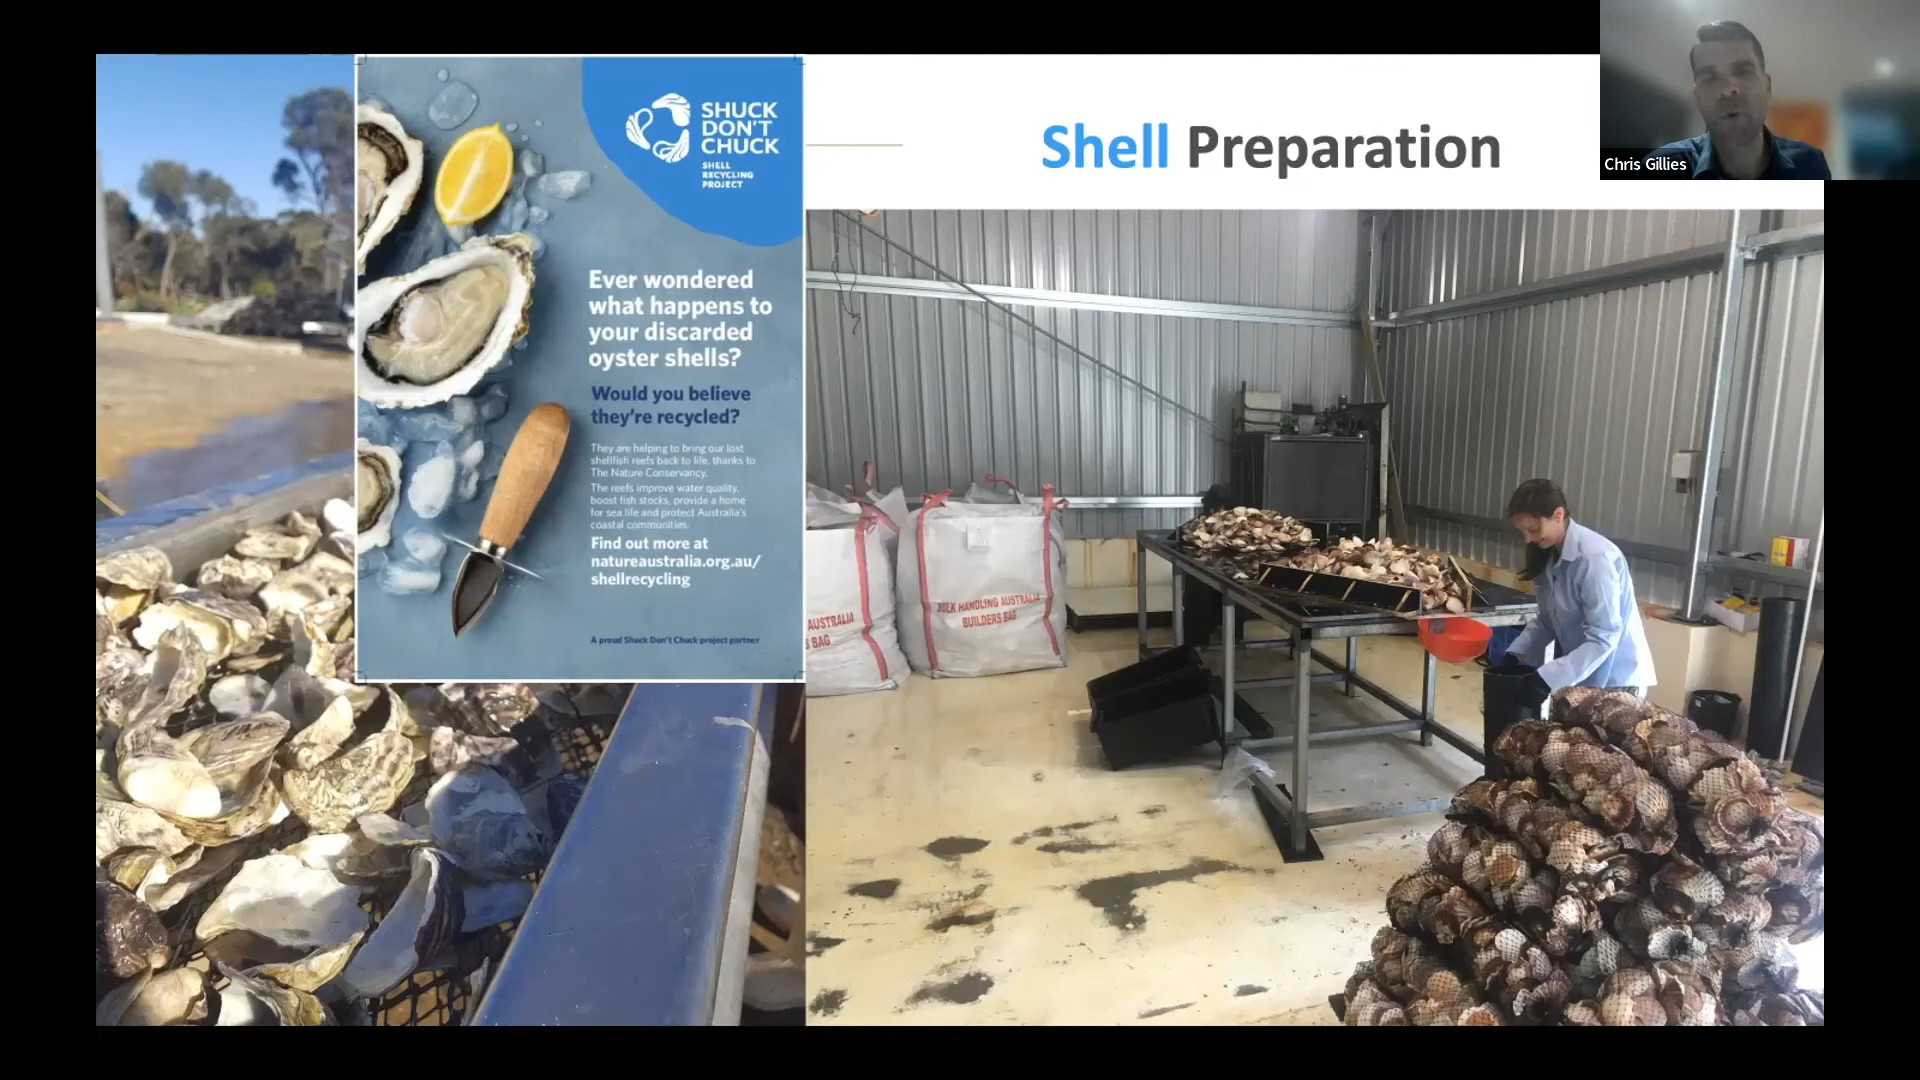 SHUCK
DON'T
CHUCK
SHELL
RECYCLING
PROJECT
Ever wondered
what happens to
your discarded
oyster shells?
Would you believe
they're recycled?
They are helping to bring our lost
shellfish reefs back to life, thanks to
The Nature Conservancy.
The reefs improve water quality,
boost fish stocks, provide a home
for sea life and protect Australia's
coastal communities.
Find out more at
natureaustralia.org.au/
shellrecycling
A proud Shuck Don't Chuck project partner
Shell Preparation
Chris Gillies
AUSTRALIA
BAG
BULK HANDLING AUSTRALIA
BUILDERS BAG